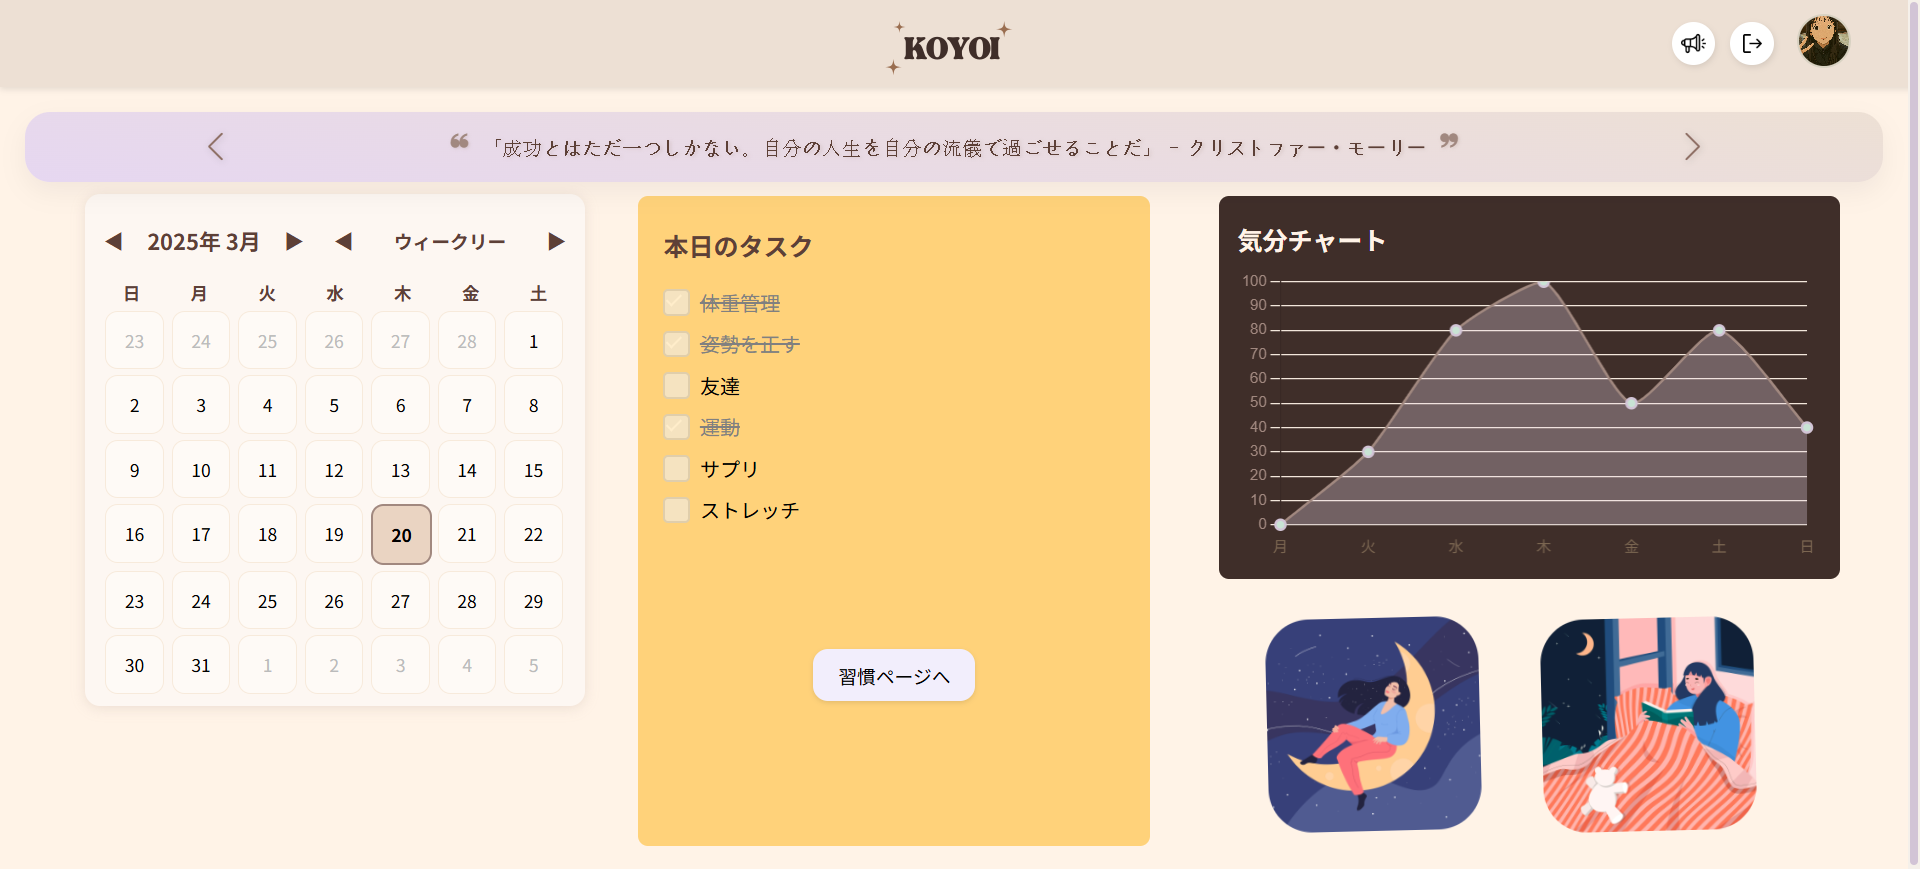 KOYOI
❝ 「成功とはただ一つしかない。自分の人生を自分の流儀で過ごせることだ」 - クリストファー・モーリー ❞
◀ 2025年 3月 ▶ ◀ ウィークリー ▶
日 月 火 水 木 金 土
23 24 25 26 27 28 1
2 3 4 5 6 7 8
9 10 11 12 13 14 15
16 17 18 19 20 21 22
23 24 25 26 27 28 29
30 31 1 2 3 4 5
本日のタスク
体重管理
姿勢を正す
友達
運動
サプリ
ストレッチ
習慣ページへ
気分チャート
100
90
80
70
60
50
40
30
20
10
0
月 火 水 木 金 土 日